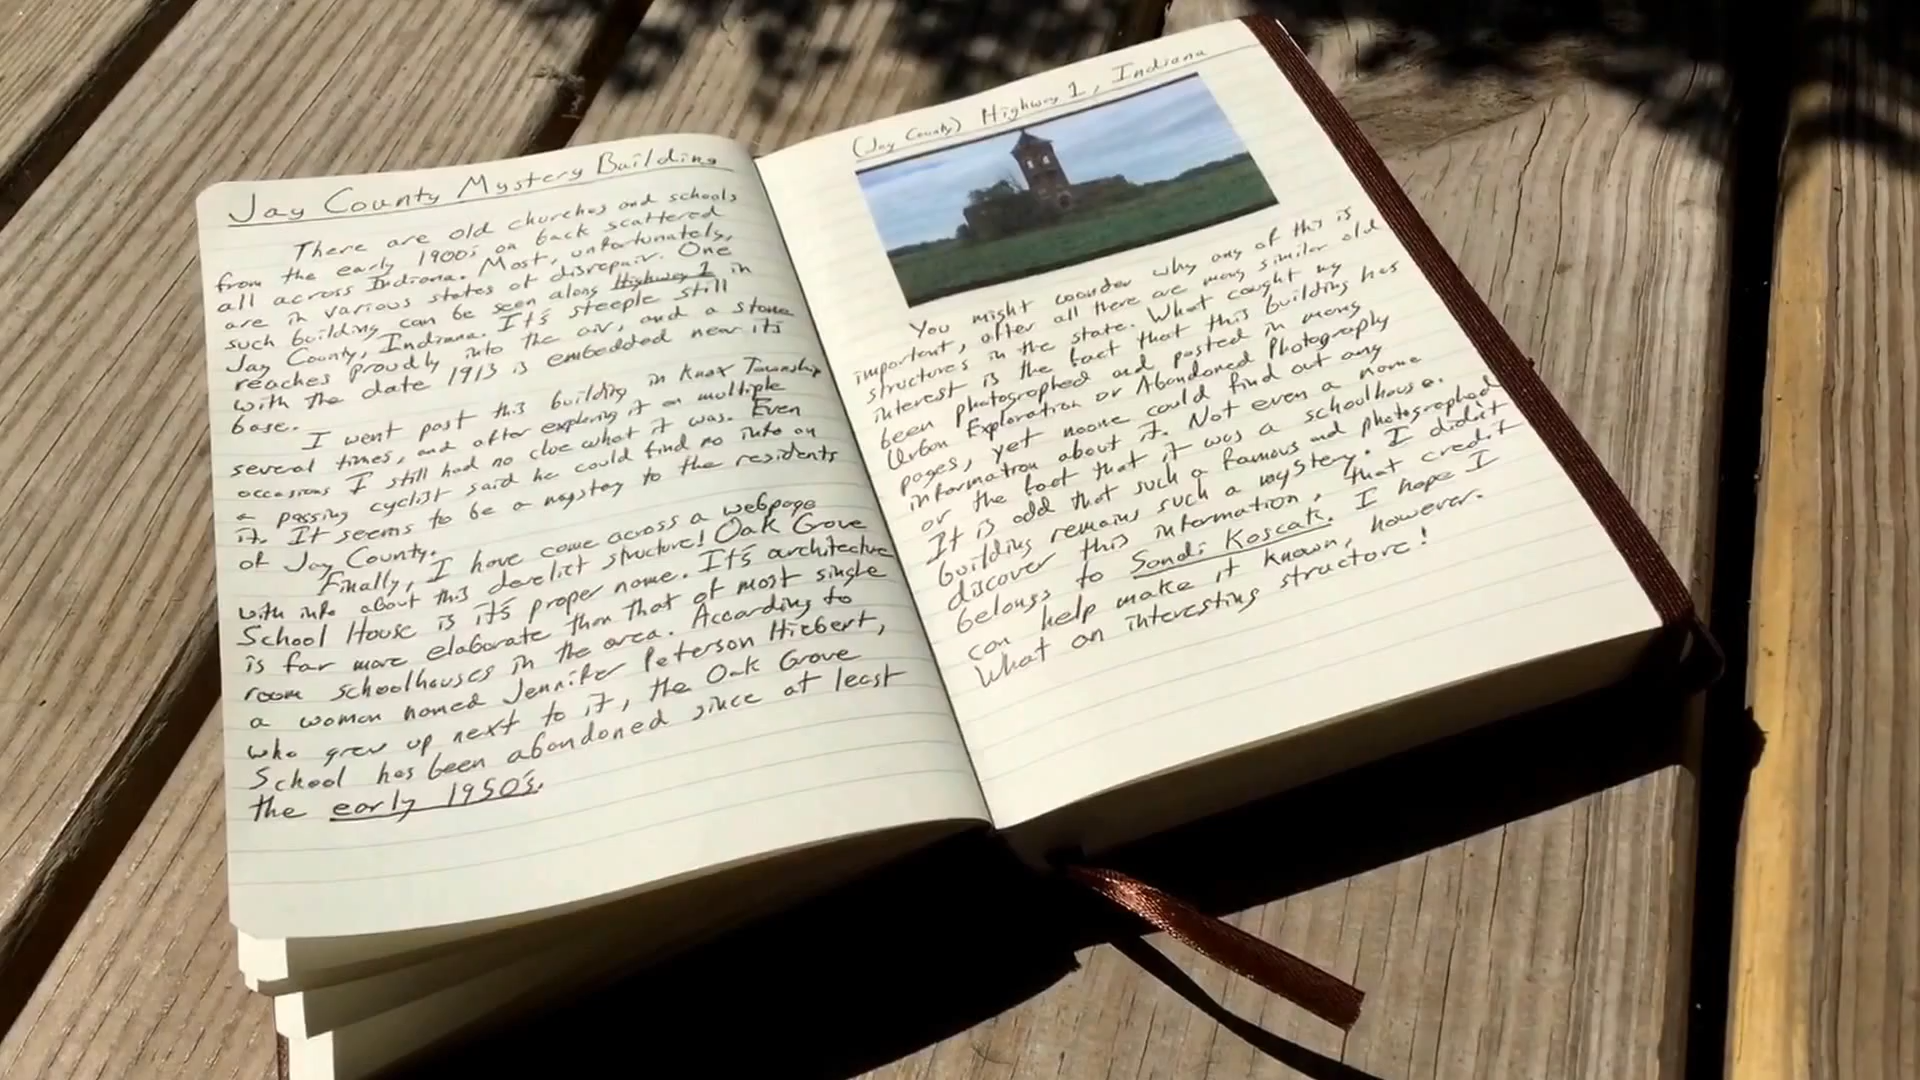 Jay County Mystery Building
There are old churches and schools
from the early 1900s on back scattered
all across Indiana. Most, unfortunately,
are in various states of disrepair. One
such building can be seen along Highway 1 in
Jay County, Indiana. It's steeple still
reaches proudly into the air, and a stone
with the date 1913 is embedded near it's
base.
I went past this building in Knox Township
several times, and after exploring it on multiple
occasions I still had no clue what it was. Even
a passing cyclist said he could find no info on
it. It seems to be a mystery to the residents
of Jay County.
Finally, I have come across a webpage
with info about this derelict structure! Oak Grove
School House is it's proper name. It's architecture
is far more elaborate than that of most single
room schoolhouses in the area. According to
a woman named Jennifer Peterson Hiebert,
who grew up next to it, the Oak Grove
School has been abandoned since at least
the early 1950's.
(Jay County) Highway 1, Indiana
You might wonder why any of this is
important, after all there are many similar old
structures in the state. What caught my
interest is the fact that this building has
been photographed and posted in many
Urban Exploration or Abandoned Photography
pages, yet noone could find out any
information about it. Not even a name
or the fact that it was a schoolhouse.
It is odd that such a famous and photographed
building remains such a mystery. I didn't
discover this information, that credit
belongs to Sandi Koscak. I hope I
can help make it known, however.
What an interesting structure!